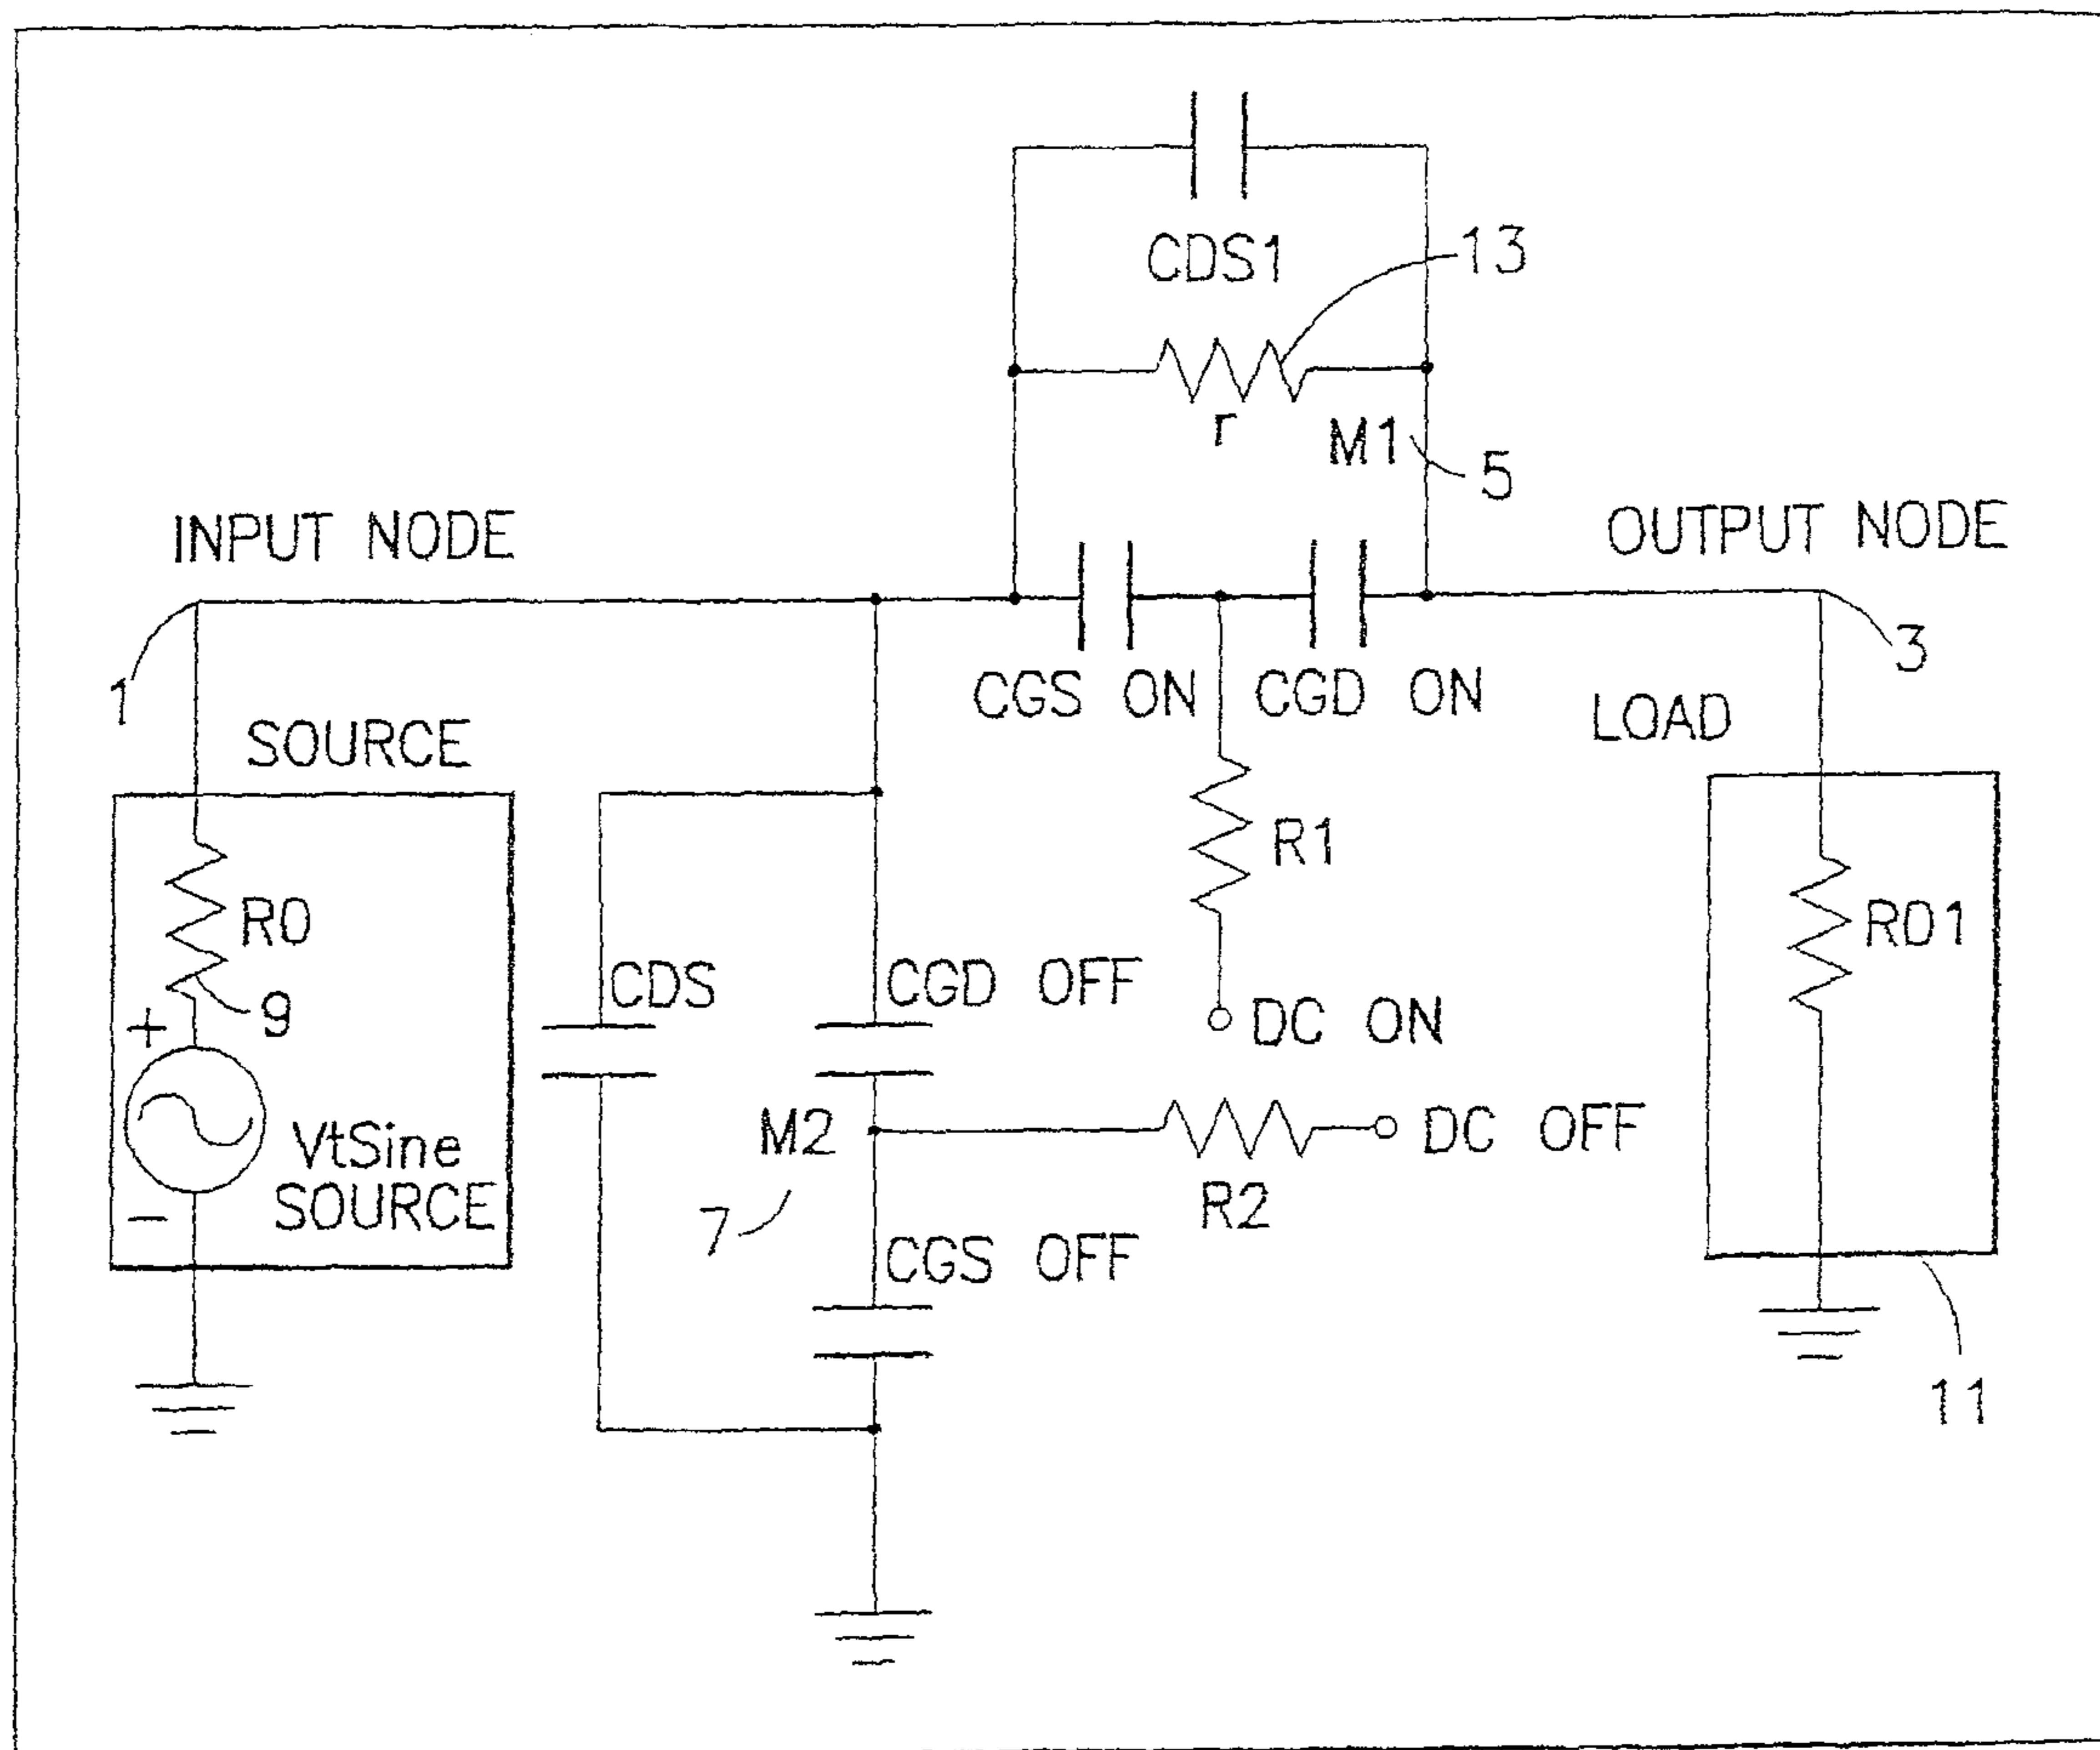 CDS1
13
r
M1
5
INPUT NODE
OUTPUT NODE
1
3
CGS ON
CGD ON
SOURCE
LOAD
R0
R1
R01
9
CDS
CGD OFF
+
DC ON
VtSine
SOURCE
M2
DC OFF
R2
−
7
CGS OFF
11